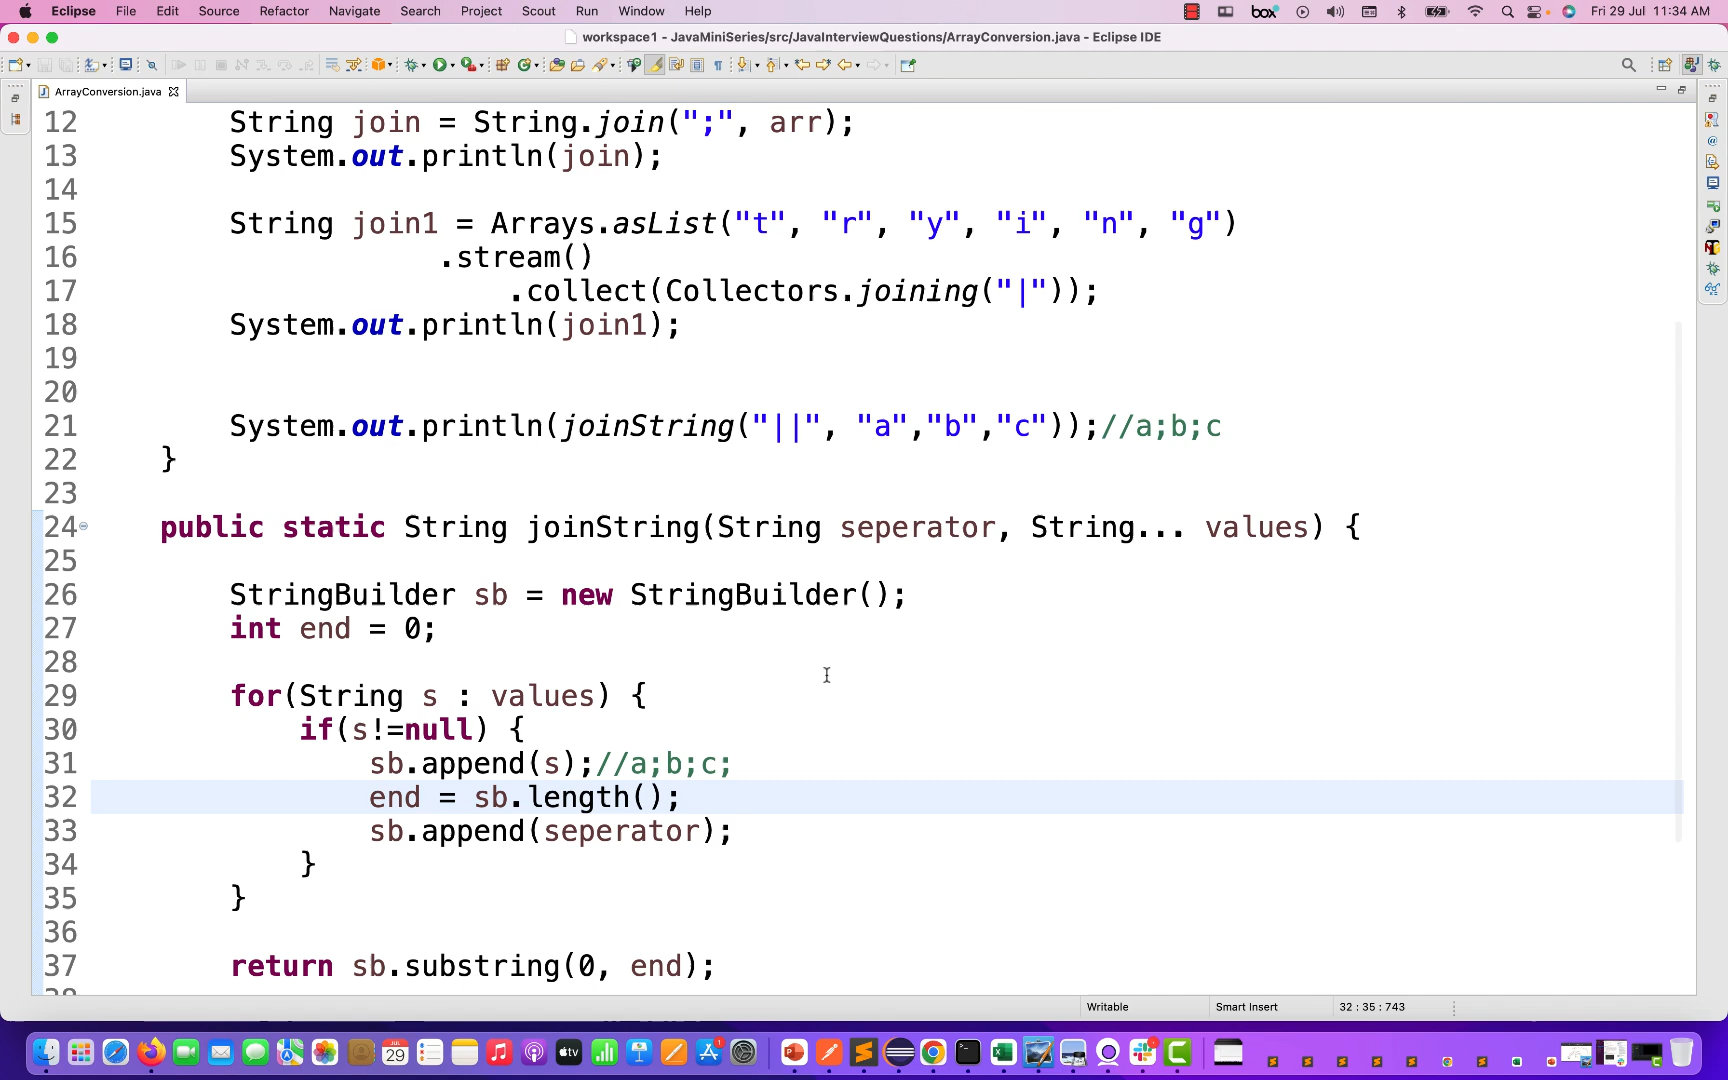 Eclipse File Edit Source Refactor Navigate Search Project Scout Run Window Help box Fri 29 Jul 11:34 AM
workspace1 - JavaMiniSeries/src/JavaInterviewQuestions/ArrayConversion.java - Eclipse IDE
ArrayConversion.java
12 String join = String.join(";", arr);
13 System.out.println(join);
14
15 String join1 = Arrays.asList("t", "r", "y", "i", "n", "g")
16 .stream()
17 .collect(Collectors.joining("|"));
18 System.out.println(join1);
19
20
21 System.out.println(joinString("||", "a","b","c"));//a;b;c
22 }
23
24 public static String joinString(String seperator, String... values) {
25
26 StringBuilder sb = new StringBuilder();
27 int end = 0;
28
29 for(String s : values) {
30 if(s!=null) {
31 sb.append(s);//a;b;c;
32 end = sb.length();
33 sb.append(seperator);
34 }
35 }
36
37 return sb.substring(0, end);
Writable Smart Insert 32 : 35 : 743
JUL
29
tv